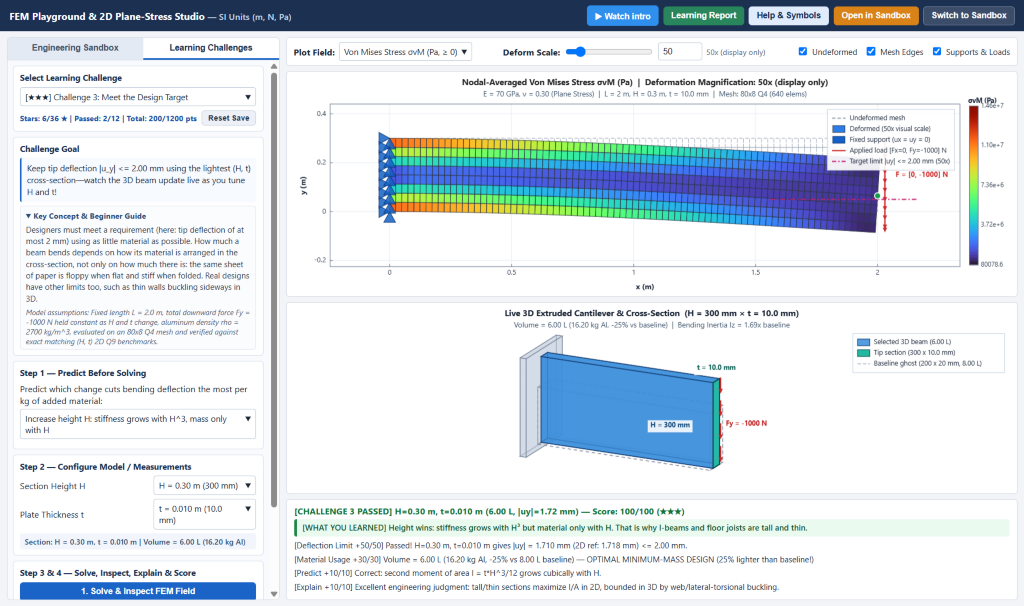 FEM Playground & 2D Plane-Stress Studio — SI Units (m, N, Pa)
▶ Watch intro
Learning Report
Help & Symbols
Open in Sandbox
Switch to Sandbox
Engineering Sandbox
Learning Challenges
Select Learning Challenge
[★★★] Challenge 3: Meet the Design Target
Stars: 6/36 ★ | Passed: 2/12 | Total: 200/1200 pts
Reset Save
Challenge Goal
Keep tip deflection |u_y| <= 2.00 mm using the lightest (H, t)
cross-section—watch the 3D beam update live as you tune
H and t!
▼ Key Concept & Beginner Guide
Designers must meet a requirement (here: tip deflection of at
most 2 mm) using as little material as possible. How much a
beam bends depends on how its material is arranged in the
cross-section, not only on how much there is: the same sheet
of paper is floppy when flat and stiff when folded. Real designs
have other limits too, such as thin walls buckling sideways in
3D.
Model assumptions: Fixed length L = 2.0 m, total downward force Fy =
-1000 N held constant as H and t change, aluminum density rho =
2700 kg/m^3, evaluated on an 80x8 Q4 mesh and verified against
exact matching (H, t) 2D Q9 benchmarks.
Step 1 — Predict Before Solving
Predict which change cuts bending deflection the most per
kg of added material:
Increase height H: stiffness grows with H^3, mass only
with H
Step 2 — Configure Model / Measurements
Section Height H
H = 0.30 m (300 mm)
Plate Thickness t
t = 0.010 m (10.0
mm)
Section: H = 0.30 m, t = 0.010 m | Volume = 6.00 L (16.20 kg Al)
Step 3 & 4 — Solve, Inspect, Explain & Score
1. Solve & Inspect FEM Field
Plot Field:
Von Mises Stress σvM (Pa, ≥ 0)
Deform Scale:
50
50x (display only)
Undeformed
Mesh Edges
Supports & Loads
Nodal-Averaged Von Mises Stress σvM (Pa) | Deformation Magnification: 50x (display only)
E = 70 GPa, ν = 0.30 (Plane Stress) | L = 2 m, H = 0.3 m, t = 10.0 mm | Mesh: 80x8 Q4 (640 elems)
σvM (Pa)
1.46e+7
1.10e+7
7.36e+6
3.72e+6
80078.6
Undeformed mesh
Deformed (50x visual scale)
Fixed support (ux = uy = 0)
Applied load [Fx=0, Fy=-1000] N
Target limit |uy| <= 2.00 mm (50x)
F = [0, -1000] N
y (m)
0.4
0.2
0
-0.2
0
0.5
1
1.5
2
x (m)
Live 3D Extruded Cantilever & Cross-Section (H = 300 mm × t = 10.0 mm)
Volume = 6.00 L (16.20 kg Al, -25% vs baseline) | Bending Inertia Iz = 1.69x baseline
Selected 3D beam (6.00 L)
Tip section (300 x 10.0 mm)
Baseline ghost (200 x 20 mm, 8.00 L)
t = 10.0 mm
H = 300 mm
Fy = -1000 N
[CHALLENGE 3 PASSED] H=0.30 m, t=0.010 m (6.00 L, |uy|=1.72 mm) — Score: 100/100 (★★★)
[WHAT YOU LEARNED] Height wins: stiffness grows with H³ but material only with H. That is why I-beams and floor joists are tall and thin.
[Deflection Limit +50/50] Passed! H=0.30 m, t=0.010 m gives |uy| = 1.710 mm (2D ref: 1.718 mm) <= 2.00 mm.
[Material Usage +30/30] Volume = 6.00 L (16.20 kg Al, -25% vs 8.00 L baseline) — OPTIMAL MINIMUM-MASS DESIGN (25% lighter than baseline!)
[Predict +10/10] Correct: second moment of area I = t*H^3/12 grows cubically with H.
[Explain +10/10] Excellent engineering judgment: tall/thin sections maximize I/A in 2D, bounded in 3D by web/lateral-torsional buckling.